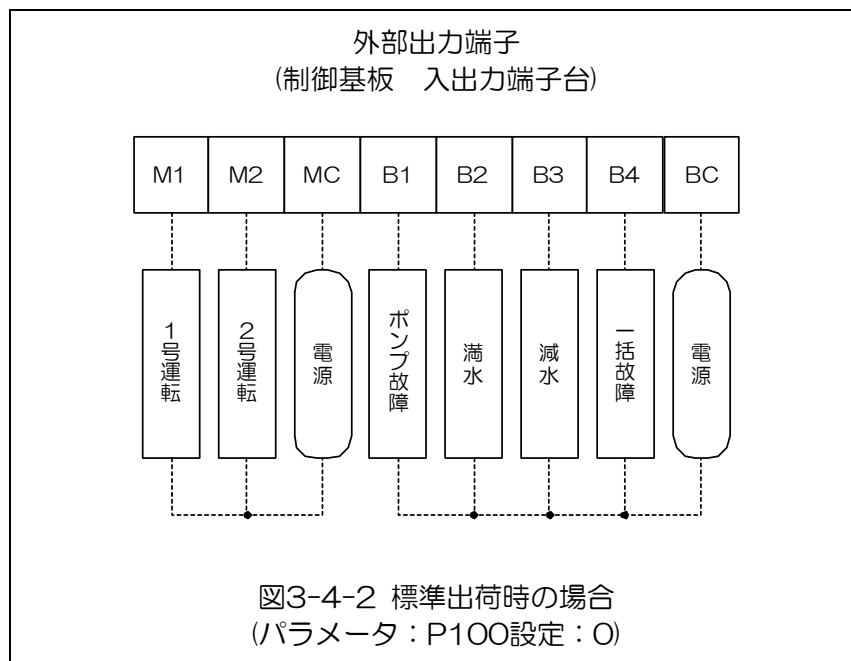 外部出力端子
(制御基板　入出力端子台)
M1 M2 MC B1 B2 B3 B4 BC
1号運転
2号運転
電源
ポンプ故障
満水
減水
一括故障
電源
図3-4-2 標準出荷時の場合
(パラメータ：P100設定：0)